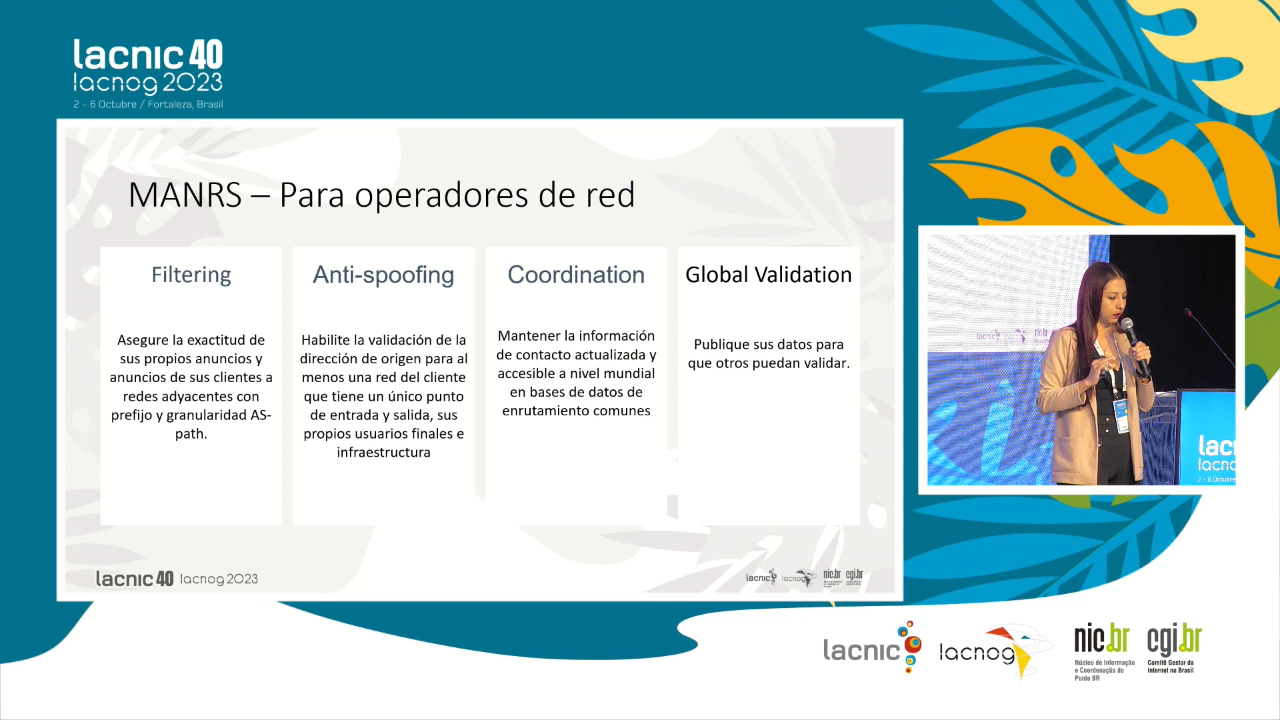 lacnic 40
lacnog 2023
2 - 6 Octubre / Fortaleza, Brasil
MANRS – Para operadores de red
Filtering
Asegure la exactitud de
sus propios anuncios y
anuncios de sus clientes a
redes adyacentes con
prefijo y granularidad AS-
path.
Anti-spoofing
Habilite la validación de la
dirección de origen para al
menos una red del cliente
que tiene un único punto
de entrada y salida, sus
propios usuarios finales e
infraestructura
Coordination
Mantener la información
de contacto actualizada y
accesible a nivel mundial
en bases de datos de
enrutamiento comunes
Global Validation
Publique sus datos para
que otros puedan validar.
lacnic 40 lacnog 2023
lacnic lacnog nic.br cgi.br
lacnic
lacnog
2 - 6 Octubre
lacnic
lacnog
nic.br
Núcleo de Informação
e Coordenação do
Ponto BR
cgi.br
Comitê Gestor da
Internet no Brasil